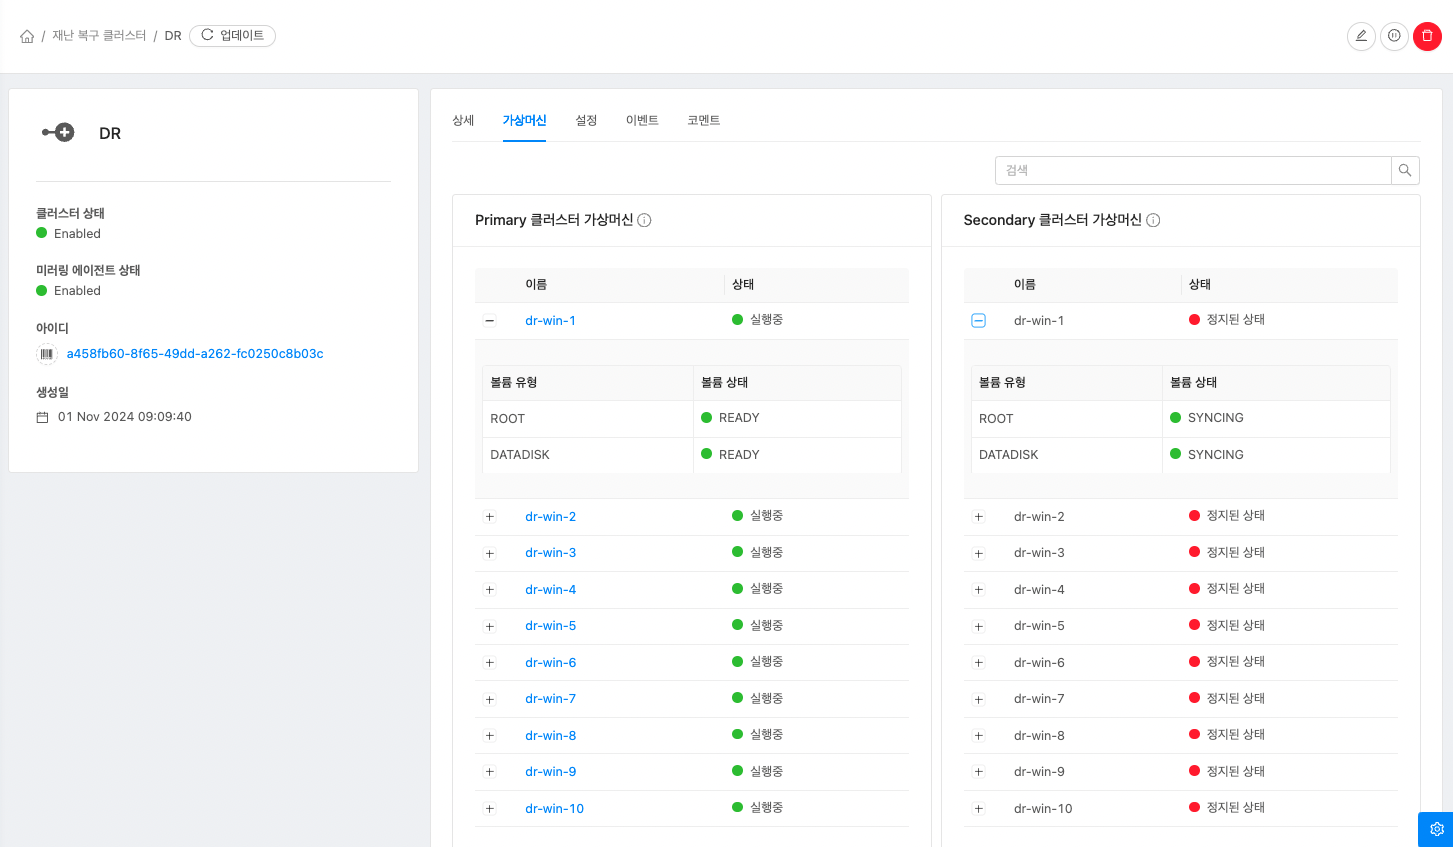 / 재난 복구 클러스터 / DR 업데이트
DR
클러스터 상태
Enabled
미러링 에이전트 상태
Enabled
아이디
a458fb60-8f65-49dd-a262-fc0250c8b03c
생성일
01 Nov 2024 09:09:40
상세 가상머신 설정 이벤트 코멘트
검색
Primary 클러스터 가상머신
이름 상태
dr-win-1 실행중
볼륨 유형 볼륨 상태
ROOT READY
DATADISK READY
dr-win-2 실행중
dr-win-3 실행중
dr-win-4 실행중
dr-win-5 실행중
dr-win-6 실행중
dr-win-7 실행중
dr-win-8 실행중
dr-win-9 실행중
dr-win-10 실행중
Secondary 클러스터 가상머신
이름 상태
dr-win-1 정지된 상태
볼륨 유형 볼륨 상태
ROOT SYNCING
DATADISK SYNCING
dr-win-2 정지된 상태
dr-win-3 정지된 상태
dr-win-4 정지된 상태
dr-win-5 정지된 상태
dr-win-6 정지된 상태
dr-win-7 정지된 상태
dr-win-8 정지된 상태
dr-win-9 정지된 상태
dr-win-10 정지된 상태